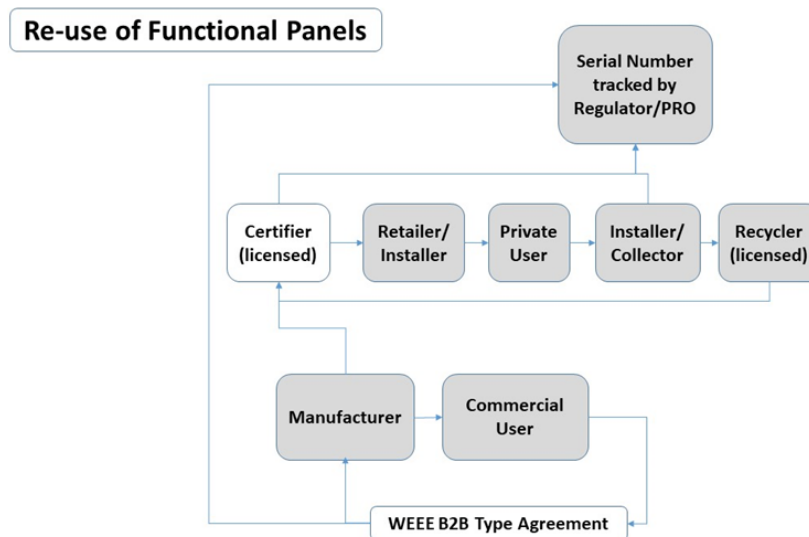 Re-use of Functional Panels
Serial Number
tracked by
Regulator/PRO
Certifier
(licensed)
Retailer/
Installer
Private
User
Installer/
Collector
Recycler
(licensed)
Manufacturer
Commercial
User
WEEE B2B Type Agreement